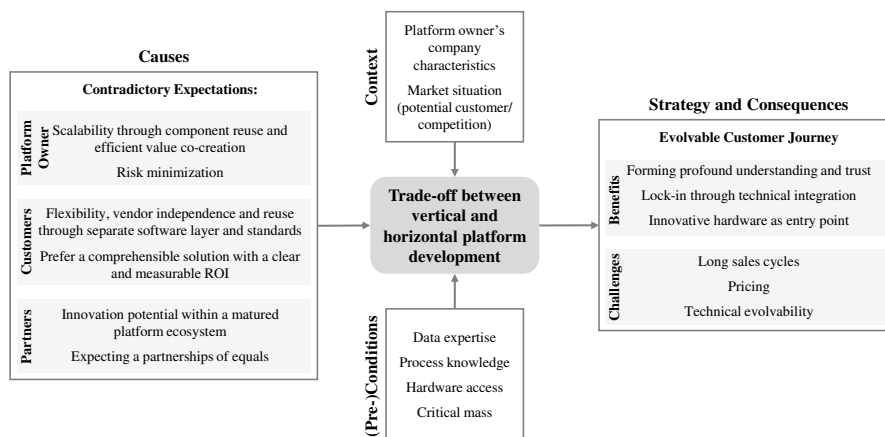 Causes
Contradictory Expectations:
Platform
Owner
Scalability through component reuse and
efficient value co-creation
Risk minimization
Customers
Flexibility, vendor independence and reuse
through separate software layer and standards
Prefer a comprehensible solution with a clear
and measurable ROI
Partners
Innovation potential within a matured
platform ecosystem
Expecting a partnerships of equals
Context
Platform owner's
company
characteristics
Market situation
(potential customer/
competition)
Trade-off between
vertical and
horizontal platform
development
(Pre-)Conditions
Data expertise
Process knowledge
Hardware access
Critical mass
Strategy and Consequences
Evolvable Customer Journey
Benefits
Forming profound understanding and trust
Lock-in through technical integration
Innovative hardware as entry point
Challenges
Long sales cycles
Pricing
Technical evolvability